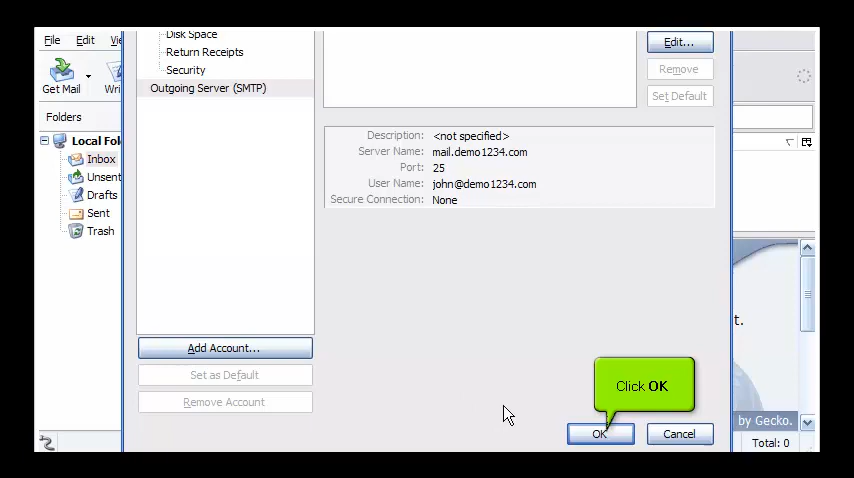 File Edit
Get Mail
Folders
Local Fol
Inbox
Unsent
Drafts
Sent
Trash
Disk Space
Return Receipts
Security
Outgoing Server (SMTP)
Add Account...
Set as Default
Remove Account
Edit...
Remove
Set Default
Description: <not specified>
Server Name: mail.demo1234.com
Port: 25
User Name: john@demo1234.com
Secure Connection: None
Click OK
OK Cancel
t.
by Gecko.
Total: 0